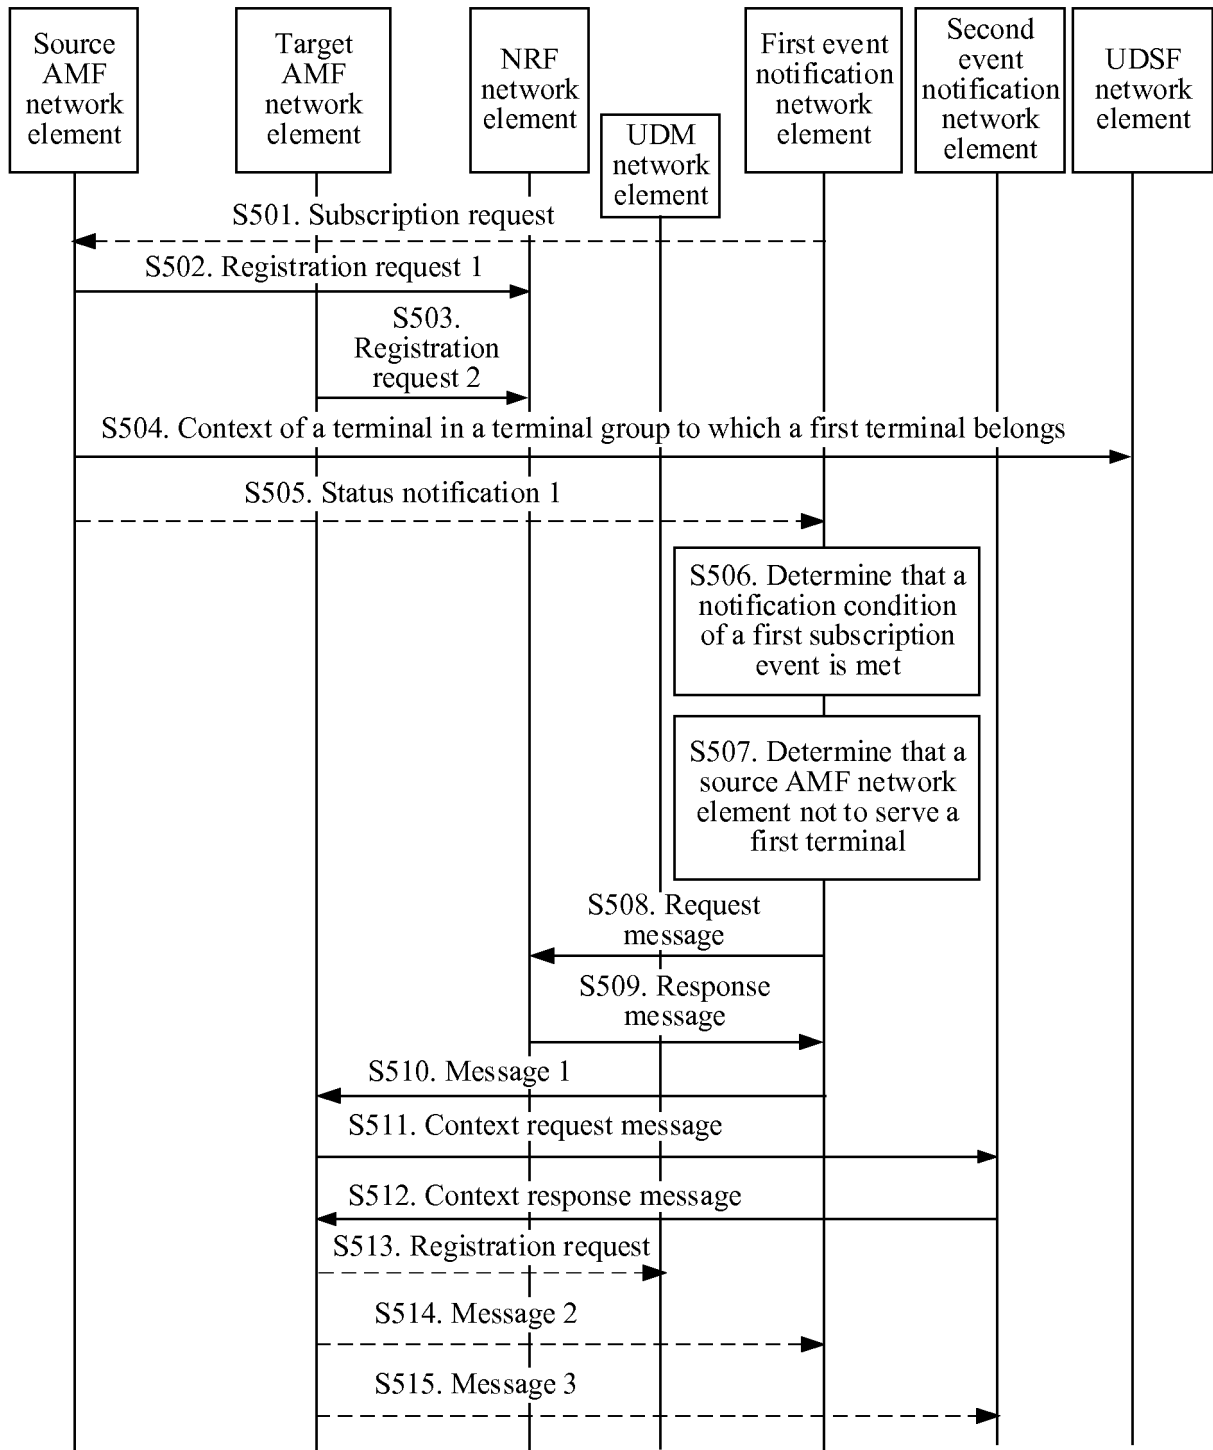 Source
AMF
network
element
Target
AMF
network
element
NRF
network
element
UDM
network
element
First event
notification
network
element
Second
event
notification
network
element
UDSF
network
element
S501. Subscription request
S502. Registration request 1
S503.
Registration
request 2
S504. Context of a terminal in a terminal group to which a first terminal belongs
S505. Status notification 1
S506. Determine that a
notification condition
of a first subscription
event is met
S507. Determine that a
source AMF network
element not to serve a
first terminal
S508. Request
message
S509. Response
message
S510. Message 1
S511. Context request message
S512. Context response message
S513. Registration request
S514. Message 2
S515. Message 3